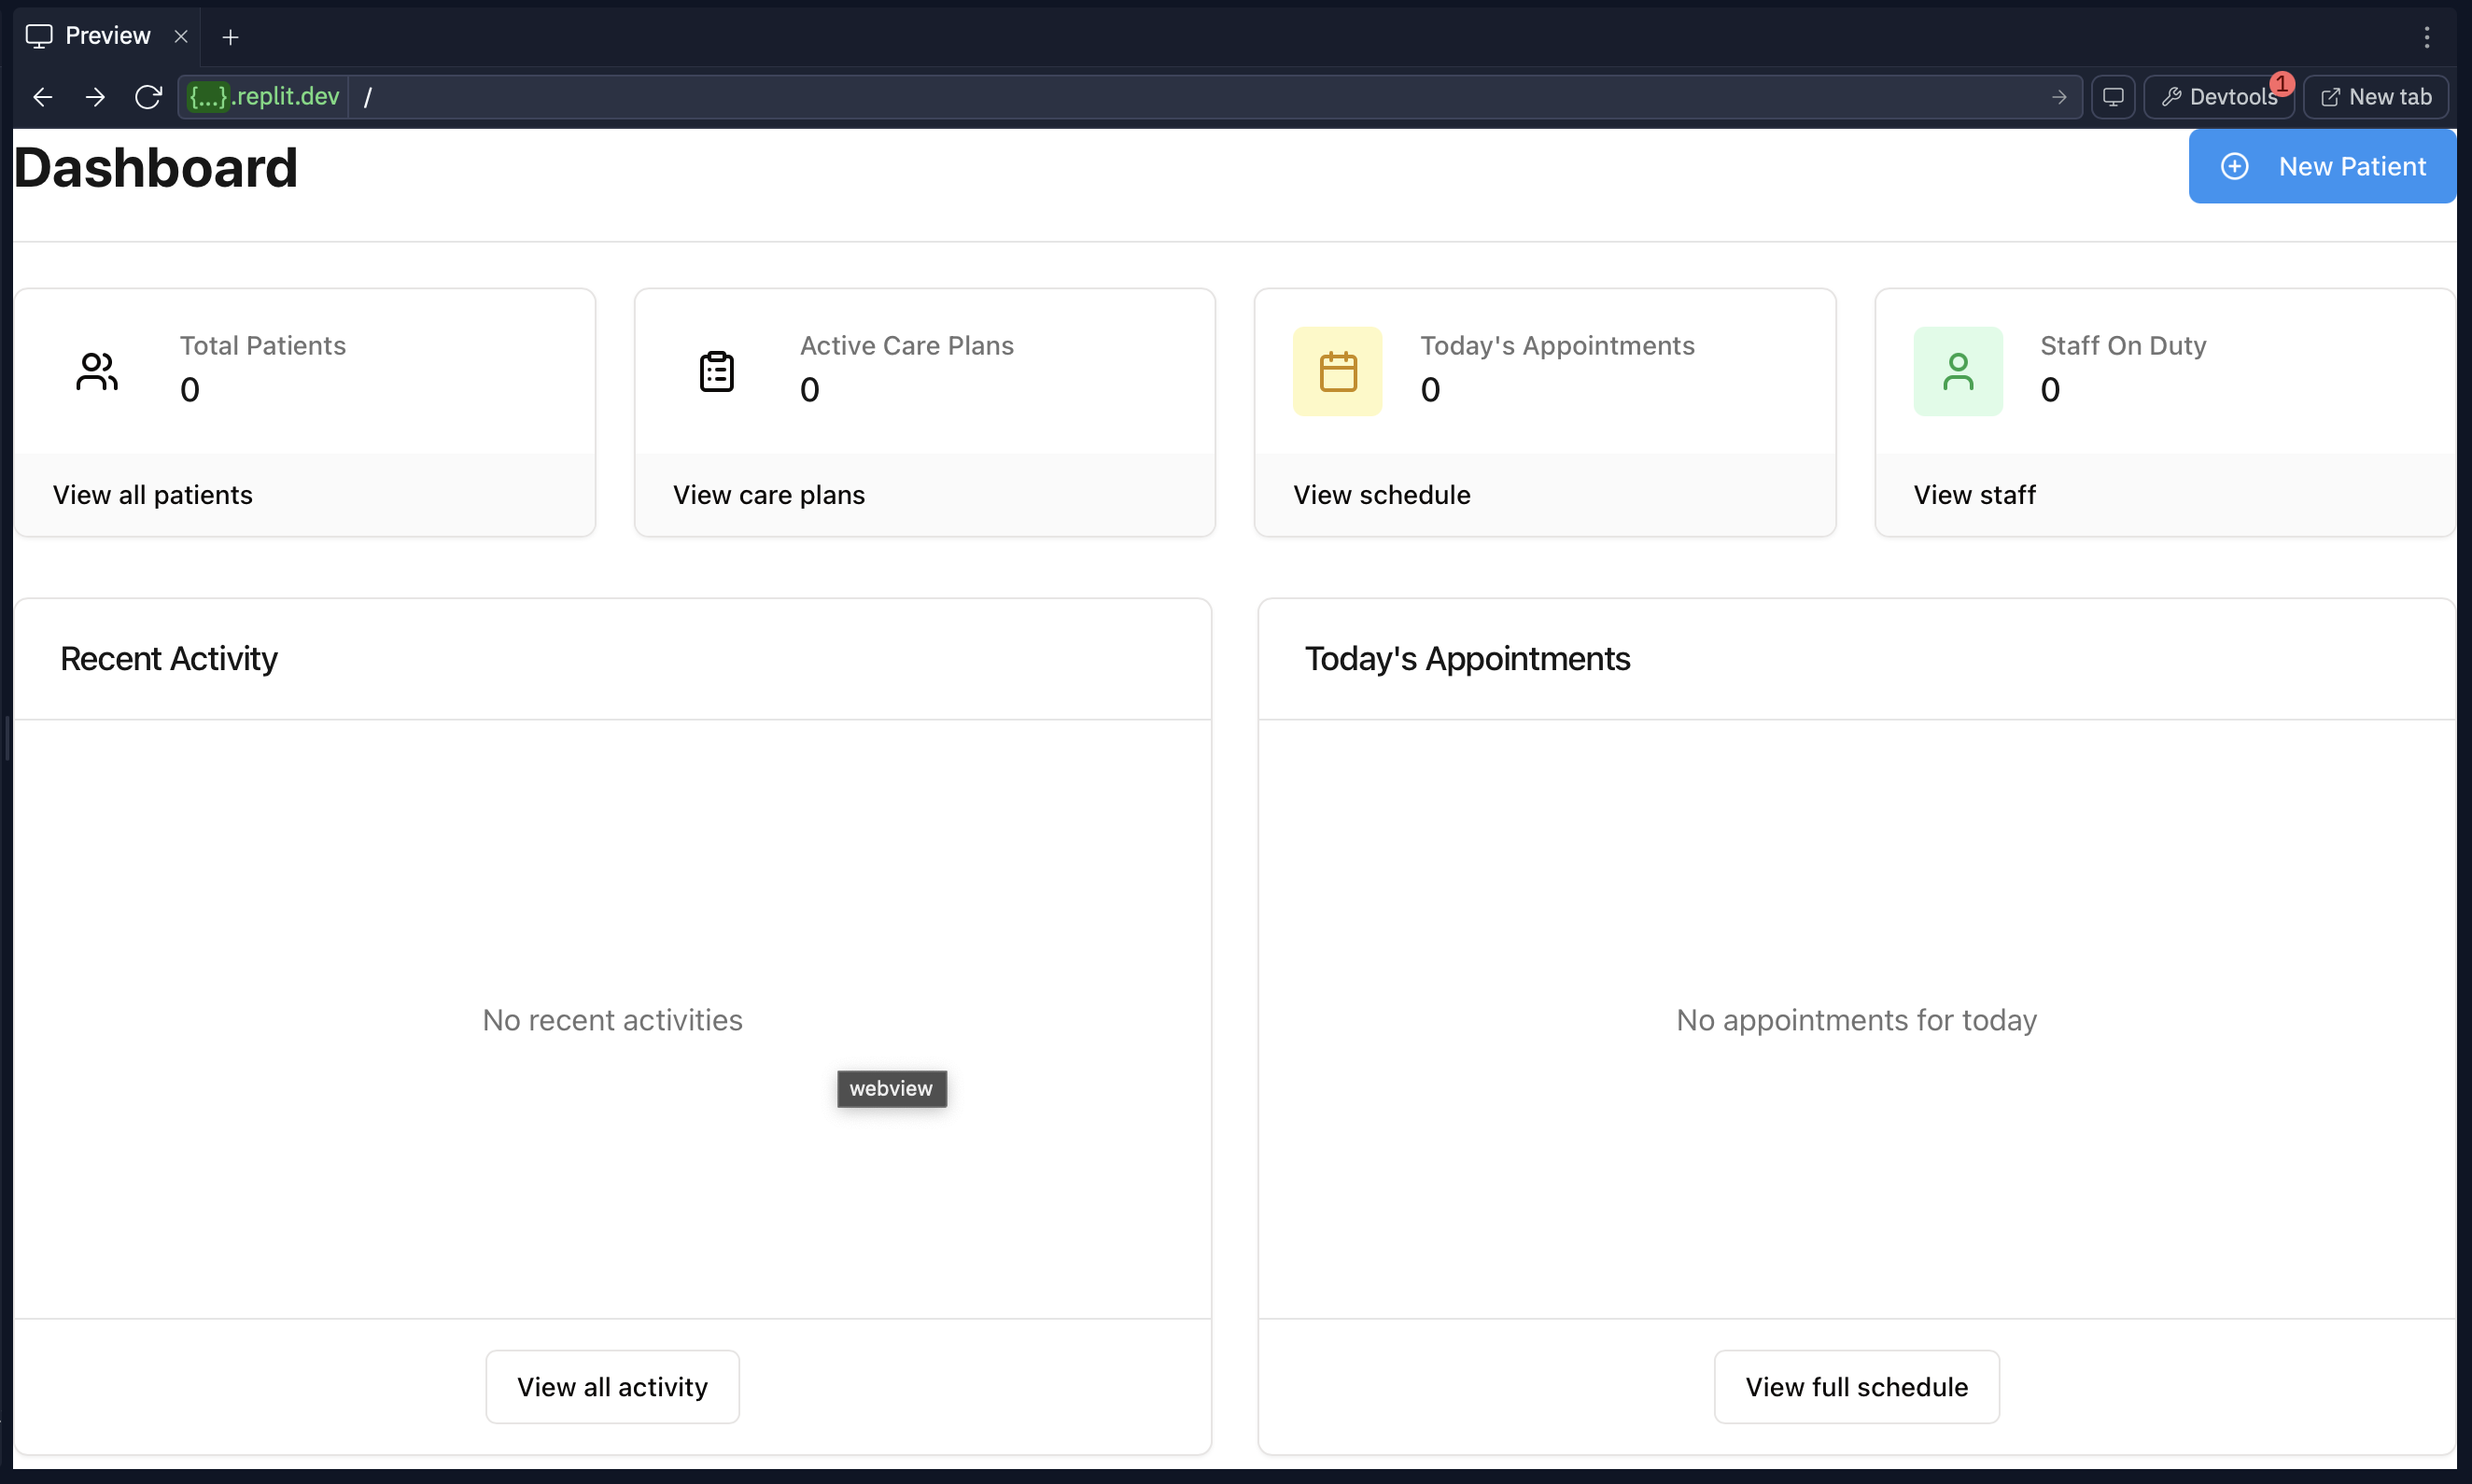 Preview
{...}.replit.dev /
Devtools 1
New tab
Dashboard
New Patient
Total Patients
0
View all patients
Active Care Plans
0
View care plans
Today's Appointments
0
View schedule
Staff On Duty
0
View staff
Recent Activity
No recent activities
webview
View all activity
Today's Appointments
No appointments for today
View full schedule